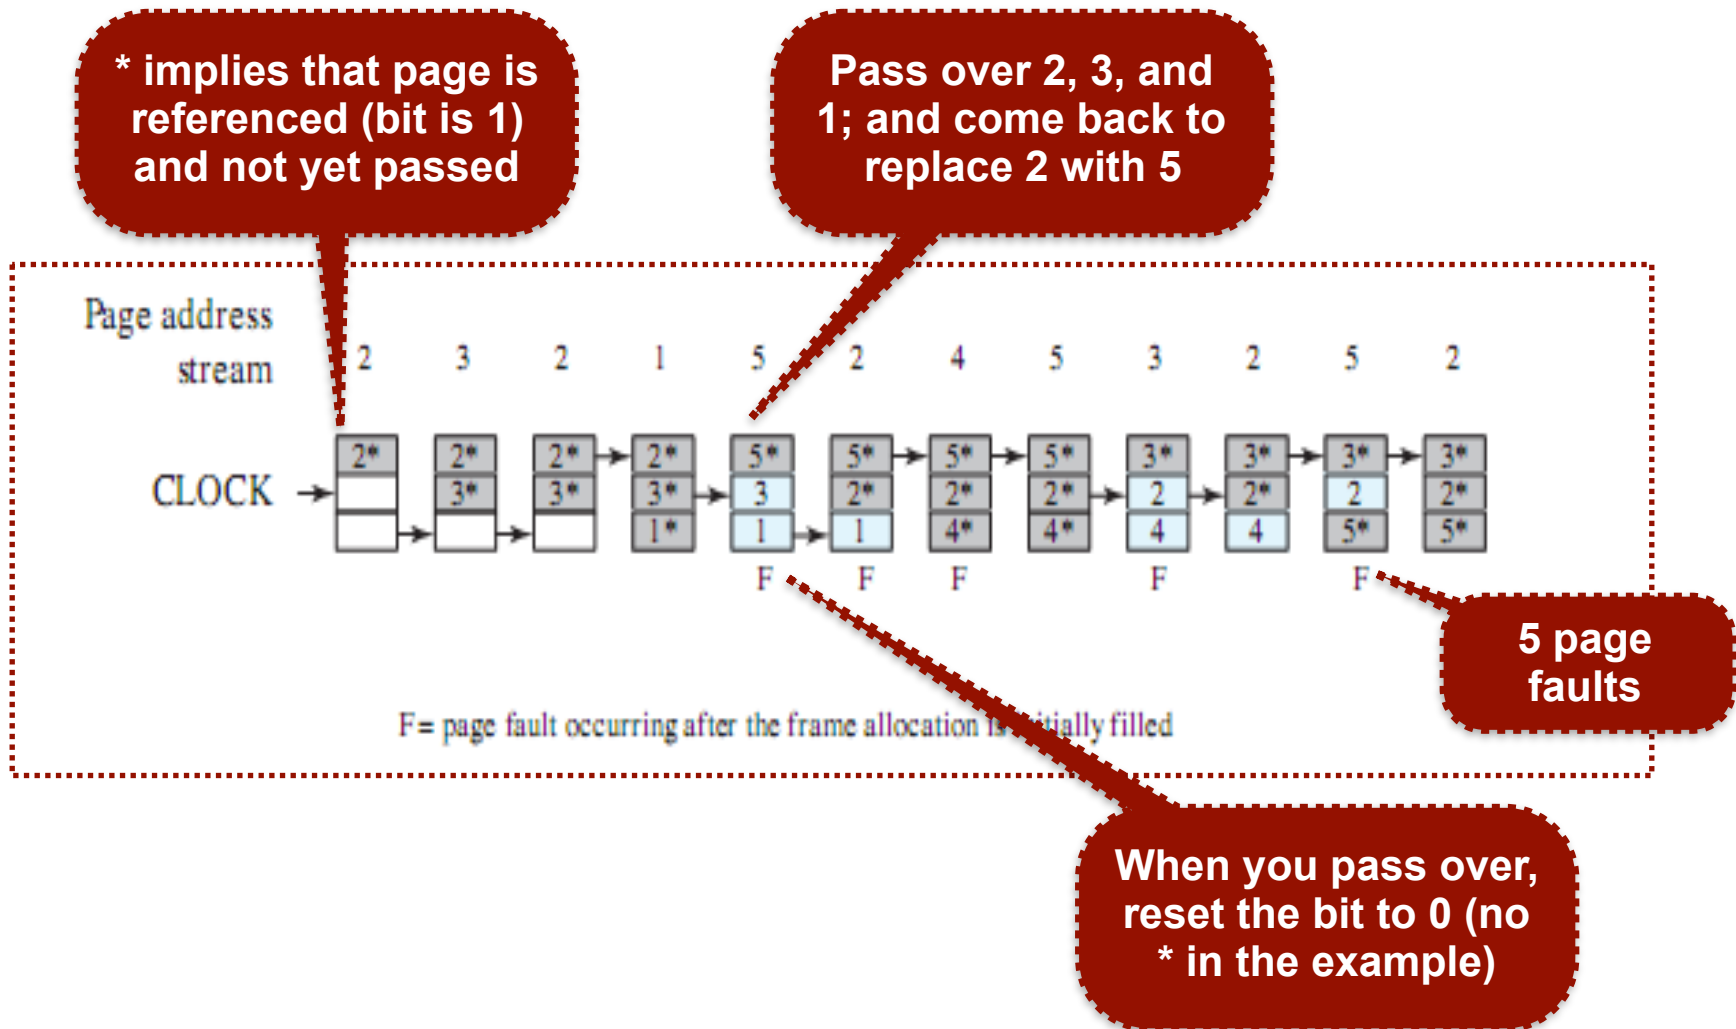 * implies that page is
referenced (bit is 1)
and not yet passed
Pass over 2, 3, and
1; and come back to
replace 2 with 5
Page address
stream 2 3 2 1 5 2 4 5 3 2 5 2
CLOCK
2* 2* 2* 2* 5* 5* 5* 5* 3* 3* 3* 3*
3* 3* 3* 3 2* 2* 2* 2 2* 2 2*
1* 1 1 4* 4* 4 4 5* 5*
F F F F F
5 page
faults
F= page fault occurring after the frame allocation is initially filled
When you pass over,
reset the bit to 0 (no
* in the example)